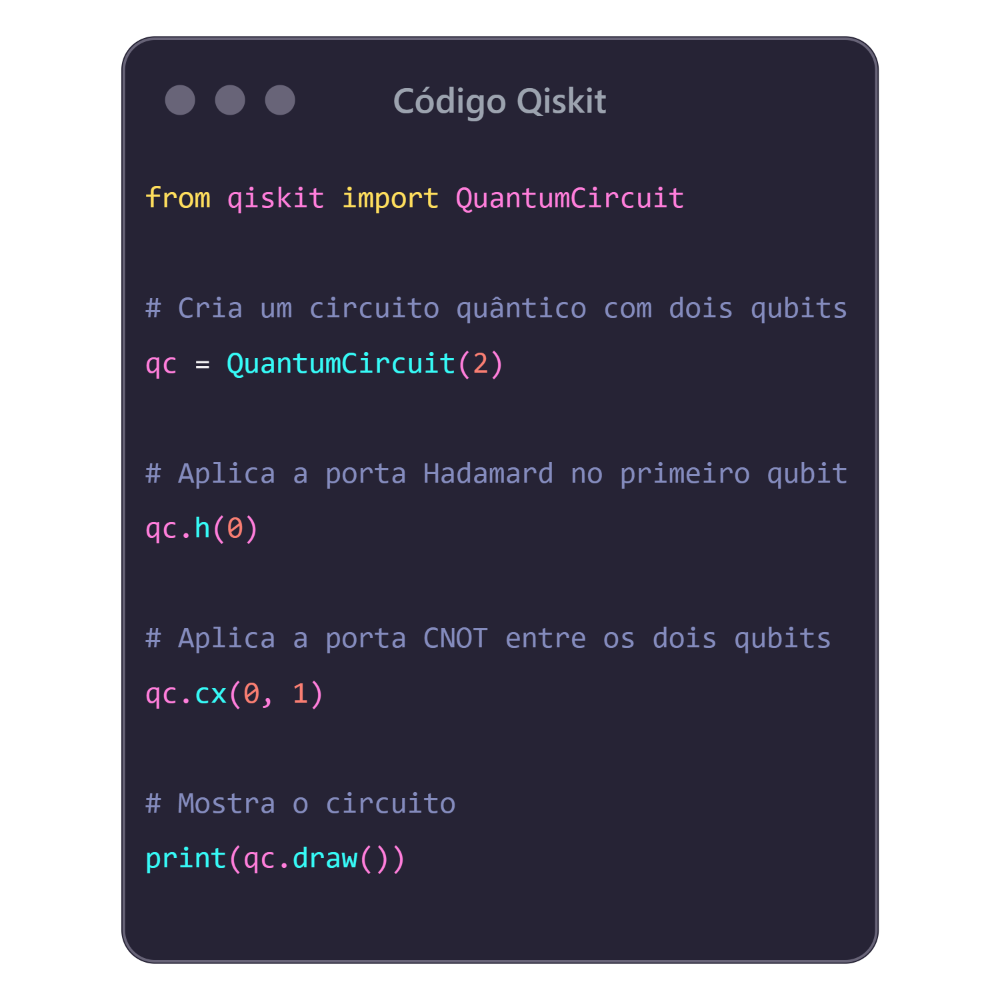 Código Qiskit
from qiskit import QuantumCircuit
# Cria um circuito quântico com dois qubits
qc = QuantumCircuit(2)
# Aplica a porta Hadamard no primeiro qubit
qc.h(0)
# Aplica a porta CNOT entre os dois qubits
qc.cx(0, 1)
# Mostra o circuito
print(qc.draw())